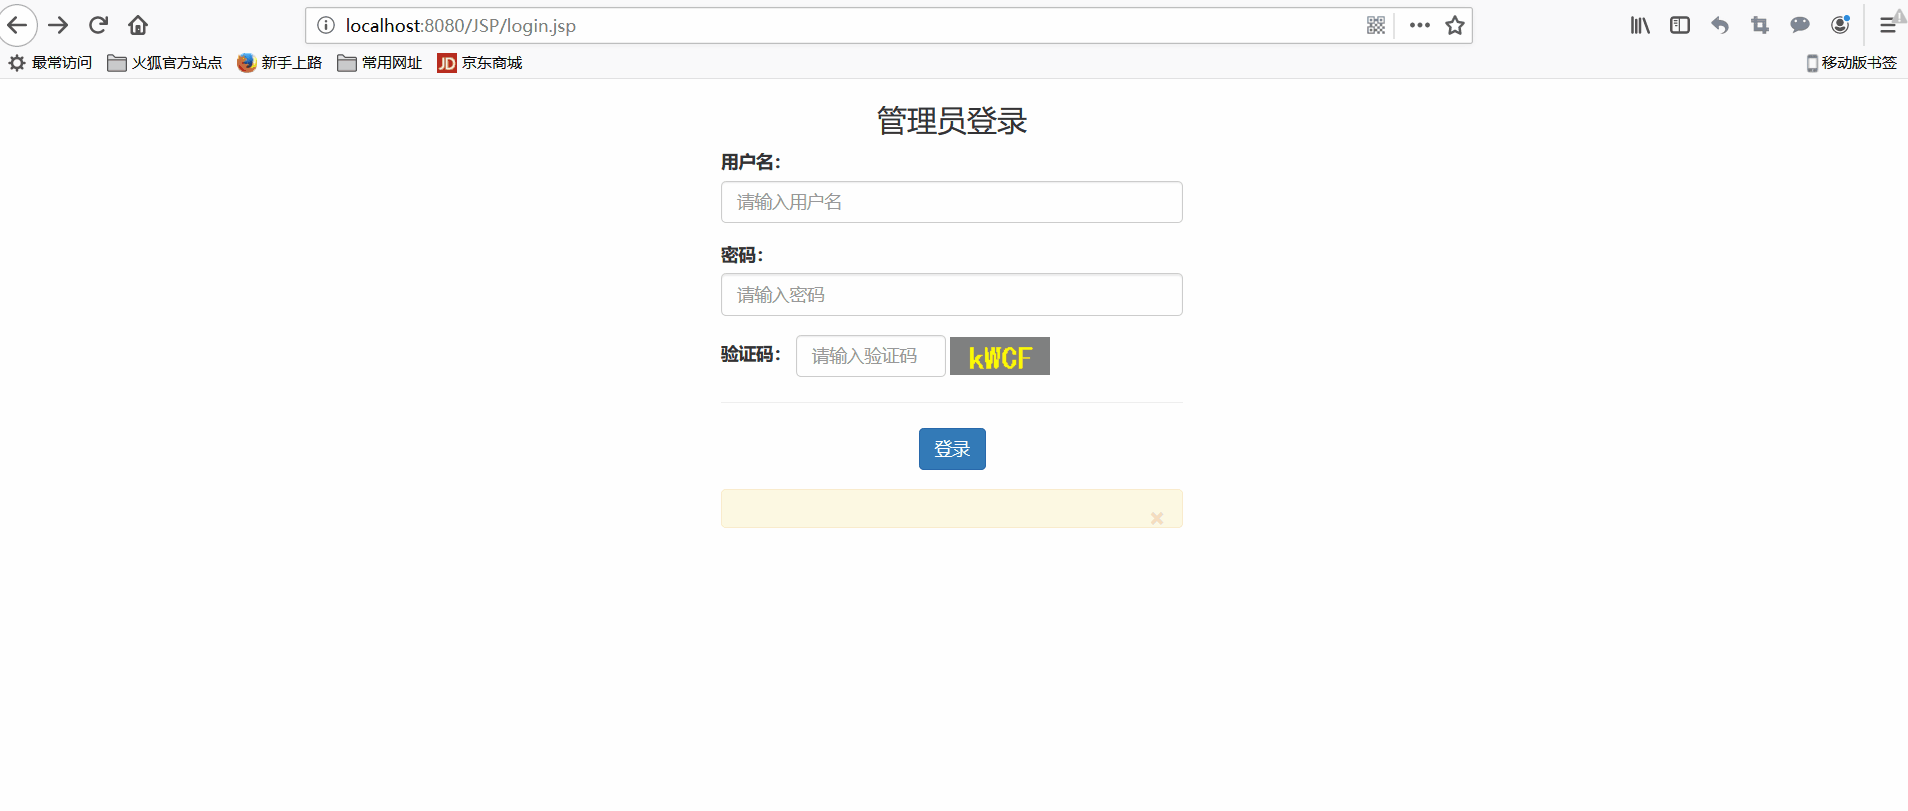 localhost:8080/JSP/login.jsp
最常访问 火狐官方站点 新手上路 常用网址 JD 京东商城 移动版书签
管理员登录
用户名：
请输入用户名
密码：
请输入密码
验证码： 请输入验证码 kWCF
登录